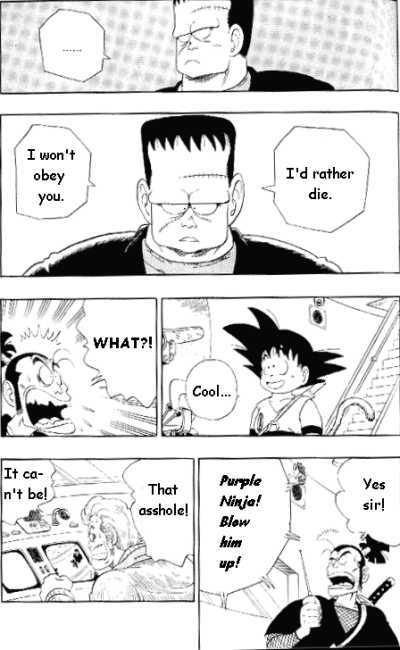 ......
I won't
obey
you.
I'd rather
die.
WHAT?!
Cool...
It ca-
n't be!
That
asshole!
Purple
Ninja!
Blow
him
up!
Yes
sir!